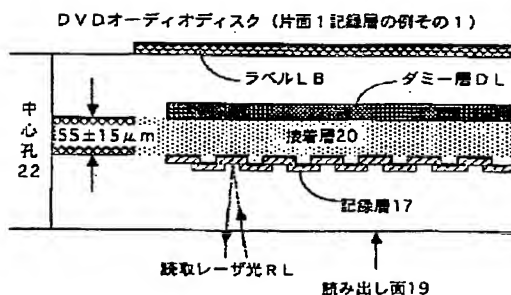 DVDオーディオディスク（片面1記録層の例その1）
ラベルLB
ダミー層DL
中心孔22
55±15μm
接着層20
記録層17
読取レーザ光RL
読み出し面19